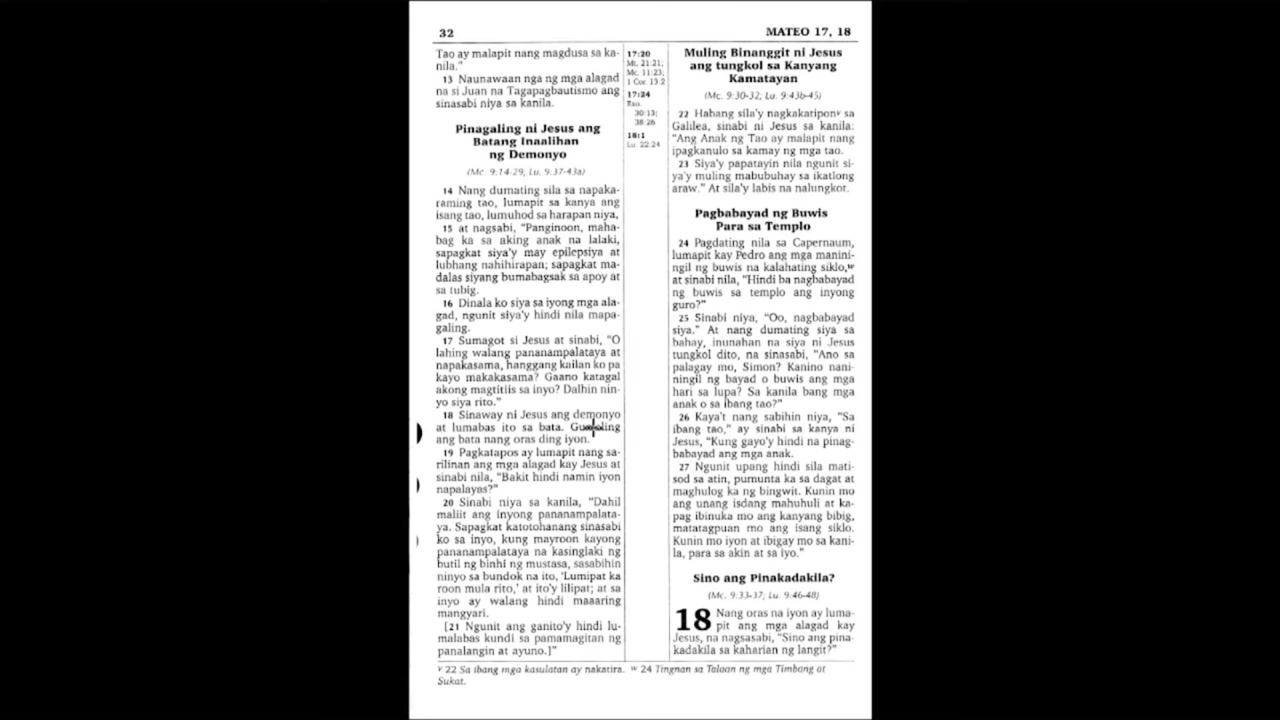 32
MATEO 17, 18
Tao ay malapit nang magdusa sa ka-
nila."
13 Naunawaan nga ng mga alagad
na si Juan na Tagapagbautismo ang
sinasabi niya sa kanila.
Pinagaling ni Jesus ang
Batang Inaalihan
ng Demonyo
(Mc. 9:14-29; Lu. 9:37-43a)
14 Nang dumating sila sa napaka-
raming tao, lumapit sa kanya ang
isang tao, lumuhod sa harapan niya,
15 at nagsabi, "Panginoon, maha-
bag ka sa aking anak na lalaki,
sapagkat siya'y may epilepsiya at
lubhang nahihirapan; sapagkat ma-
dalas siyang bumabagsak sa apoy at
sa tubig.
16 Dinala ko siya sa iyong mga ala-
gad, ngunit siya'y hindi nila mapa-
galing.
17 Sumagot si Jesus at sinabi, "O
lahing walang pananampalataya at
napakasama, hanggang kailan ko pa
kayo makakasama? Gaano katagal
akong magtitiis sa inyo? Dalhin nin-
yo siya rito."
18 Sinaway ni Jesus ang demonyo
at lumabas ito sa bata.
ang bata nang oras ding iyon.
19 Pagkatapos ay lumapit nang sa-
rilinan ang mga alagad kay Jesus at
sinabi nila, "Bakit hindi namin iyon
napalayas?"
20 Sinabi niya sa kanila, "Dahil
maliit ang inyong pananampalata-
ya. Sapagkat katotohanang sinasabi
ko sa inyo, kung mayroon kayong
pananampalataya na kasinglaki ng
butil ng binhi ng mustasa, sasabihin
ninyo sa bundok na ito, 'Lumipat ka
roon mula rito,' at ito'y lilipat; at sa
inyo ay walang hindi maaaring
mangyari.
[21 Ngunit ang ganito'y hindi lu-
malabas kundi sa pamamagitan ng
panalangin at ayuno.]"
17:20
Mt. 21:21;
Mc. 11:23;
1 Cor. 13:2
17:24
Exo.
30:13;
38:26
18:1
Lu. 22:24
Muling Binanggit ni Jesus
ang tungkol sa Kanyang
Kamatayan
(Mc. 9:30-32; Lu. 9:43b-45)
22 Habang sila'y nagkakatiponᵛ sa
Galilea, sinabi ni Jesus sa kanila:
"Ang Anak ng Tao ay malapit nang
ipagkanulo sa kamay ng mga tao.
23 Siya'y papatayin nila ngunit si-
ya'y muling mabubuhay sa ikatlong
araw." At sila'y labis na nalungkot.
Pagbabayad ng Buwis
Para sa Templo
24 Pagdating nila sa Capernaum,
lumapit kay Pedro ang mga manini-
ngil ng buwis na kalahating siklo,ʷ
at sinabi nila, "Hindi ba nagbabayad
ng buwis sa templo ang inyong
guro?"
25 Sinabi niya, "Oo, nagbabayad
siya." At nang dumating siya sa
bahay, inunahan na siya ni Jesus
tungkol dito, na sinasabi, "Ano sa
palagay mo, Simon? Kanino nani-
ningil ng bayad o buwis ang mga
hari sa lupa? Sa kanila bang mga
anak o sa ibang tao?"
26 Kaya't nang sabihin niya, "Sa
ibang tao," ay sinabi sa kanya ni
Jesus, "Kung gayo'y hindi na pinag-
babayad ang mga anak.
27 Ngunit upang hindi sila mati-
sod sa atin, pumunta ka sa dagat at
maghulog ka ng bingwit. Kunin mo
ang unang isdang mahuhuli at ka-
pag ibinuka mo ang kanyang bibig,
matatagpuan mo ang isang siklo.
Kunin mo iyon at ibigay mo sa kani-
la, para sa akin at sa iyo."
Sino ang Pinakadakila?
(Mc. 9:33-37; Lu. 9:46-48)
18 Nang oras na iyon ay luma-
pit ang mga alagad kay
Jesus, na nagsasabi, "Sino ang pina-
kadakila sa kaharian ng langit?"
ᵛ 22 Sa ibang mga kasulatan ay nakatira. ʷ 24 Tingnan sa Talaan ng mga Timbang at
Sukat.